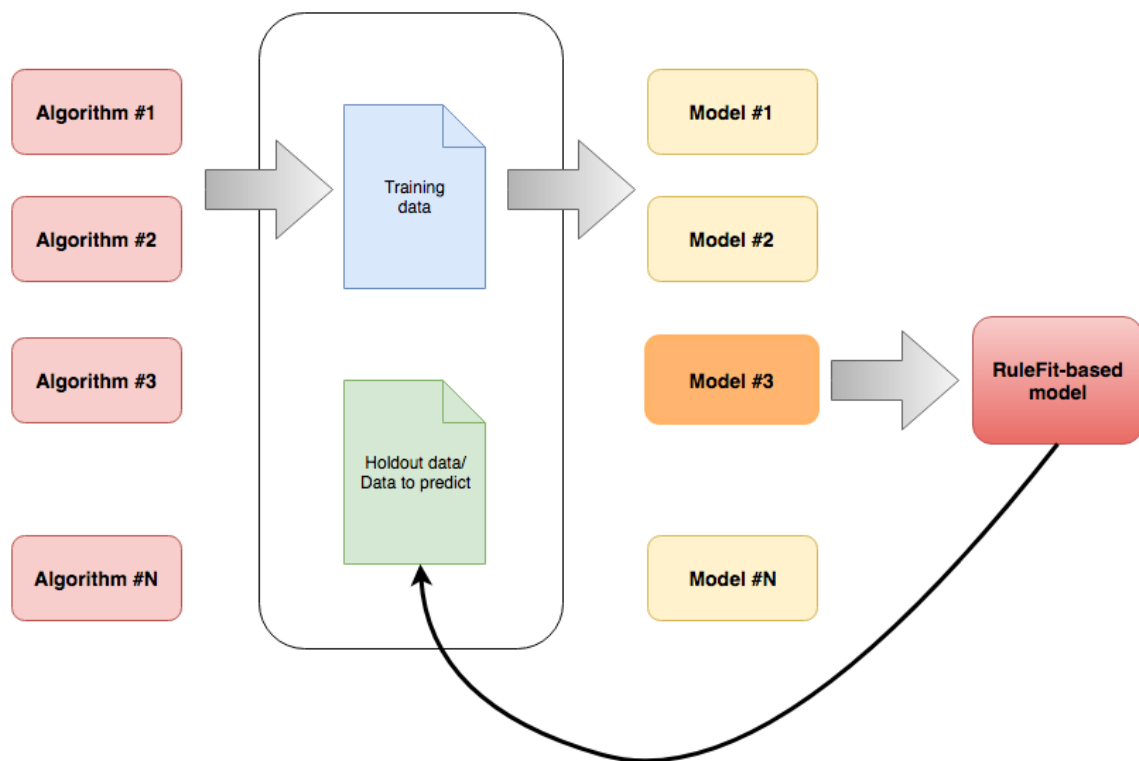 Algorithm #1
Algorithm #2
Algorithm #3
Algorithm #N
Training
data
Holdout data/
Data to predict
Model #1
Model #2
Model #3
Model #N
RuleFit-based
model